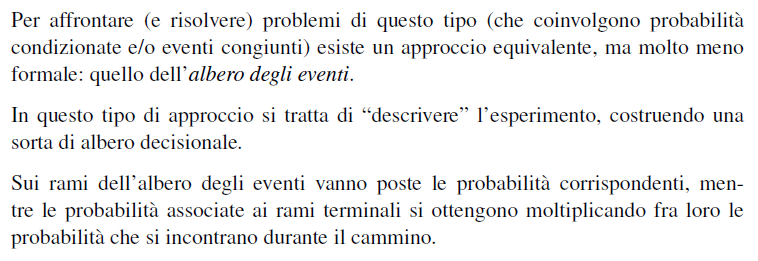 Per affrontare (e risolvere) problemi di questo tipo (che coinvolgono probabilità
condizionate e/o eventi congiunti) esiste un approccio equivalente, ma molto meno
formale: quello dell’albero degli eventi.
In questo tipo di approccio si tratta di “descrivere” l’esperimento, costruendo una
sorta di albero decisionale.
Sui rami dell’albero degli eventi vanno poste le probabilità corrispondenti, men-
tre le probabilità associate ai rami terminali si ottengono moltiplicando fra loro le
probabilità che si incontrano durante il cammino.